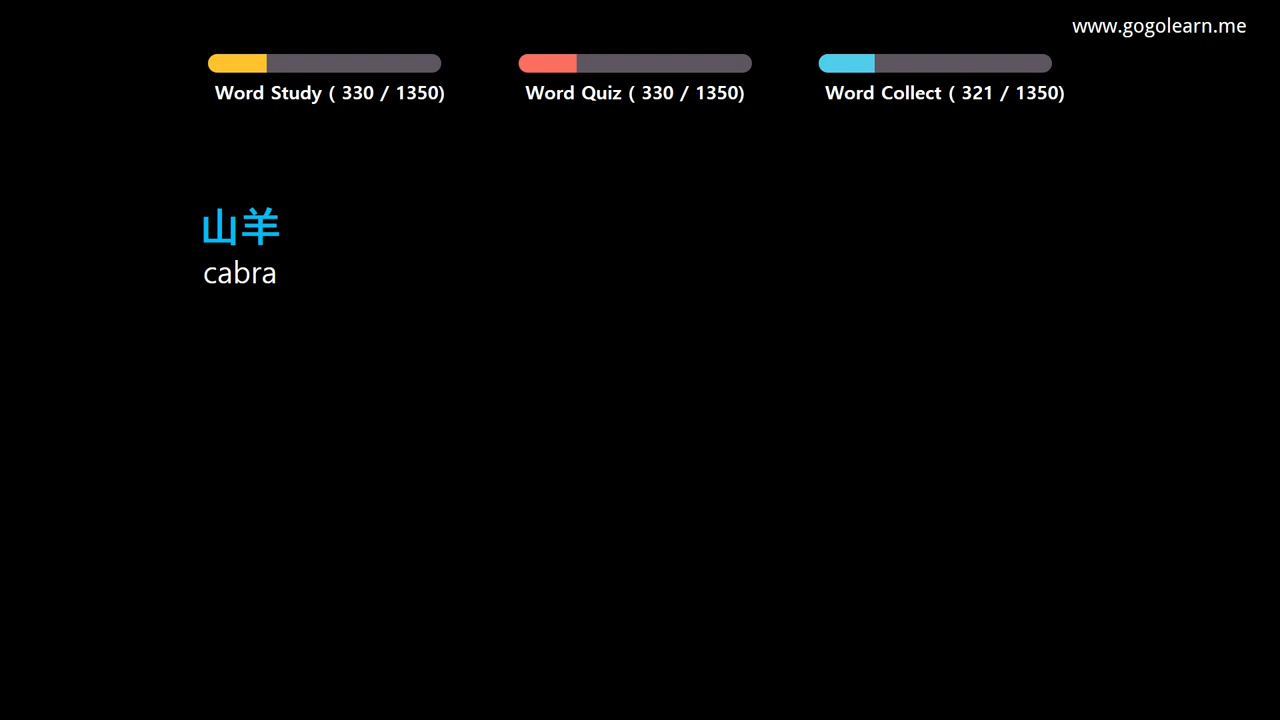 www.gogolearn.me
Word Study ( 330 / 1350)
Word Quiz ( 330 / 1350)
Word Collect ( 321 / 1350)
山羊
cabra